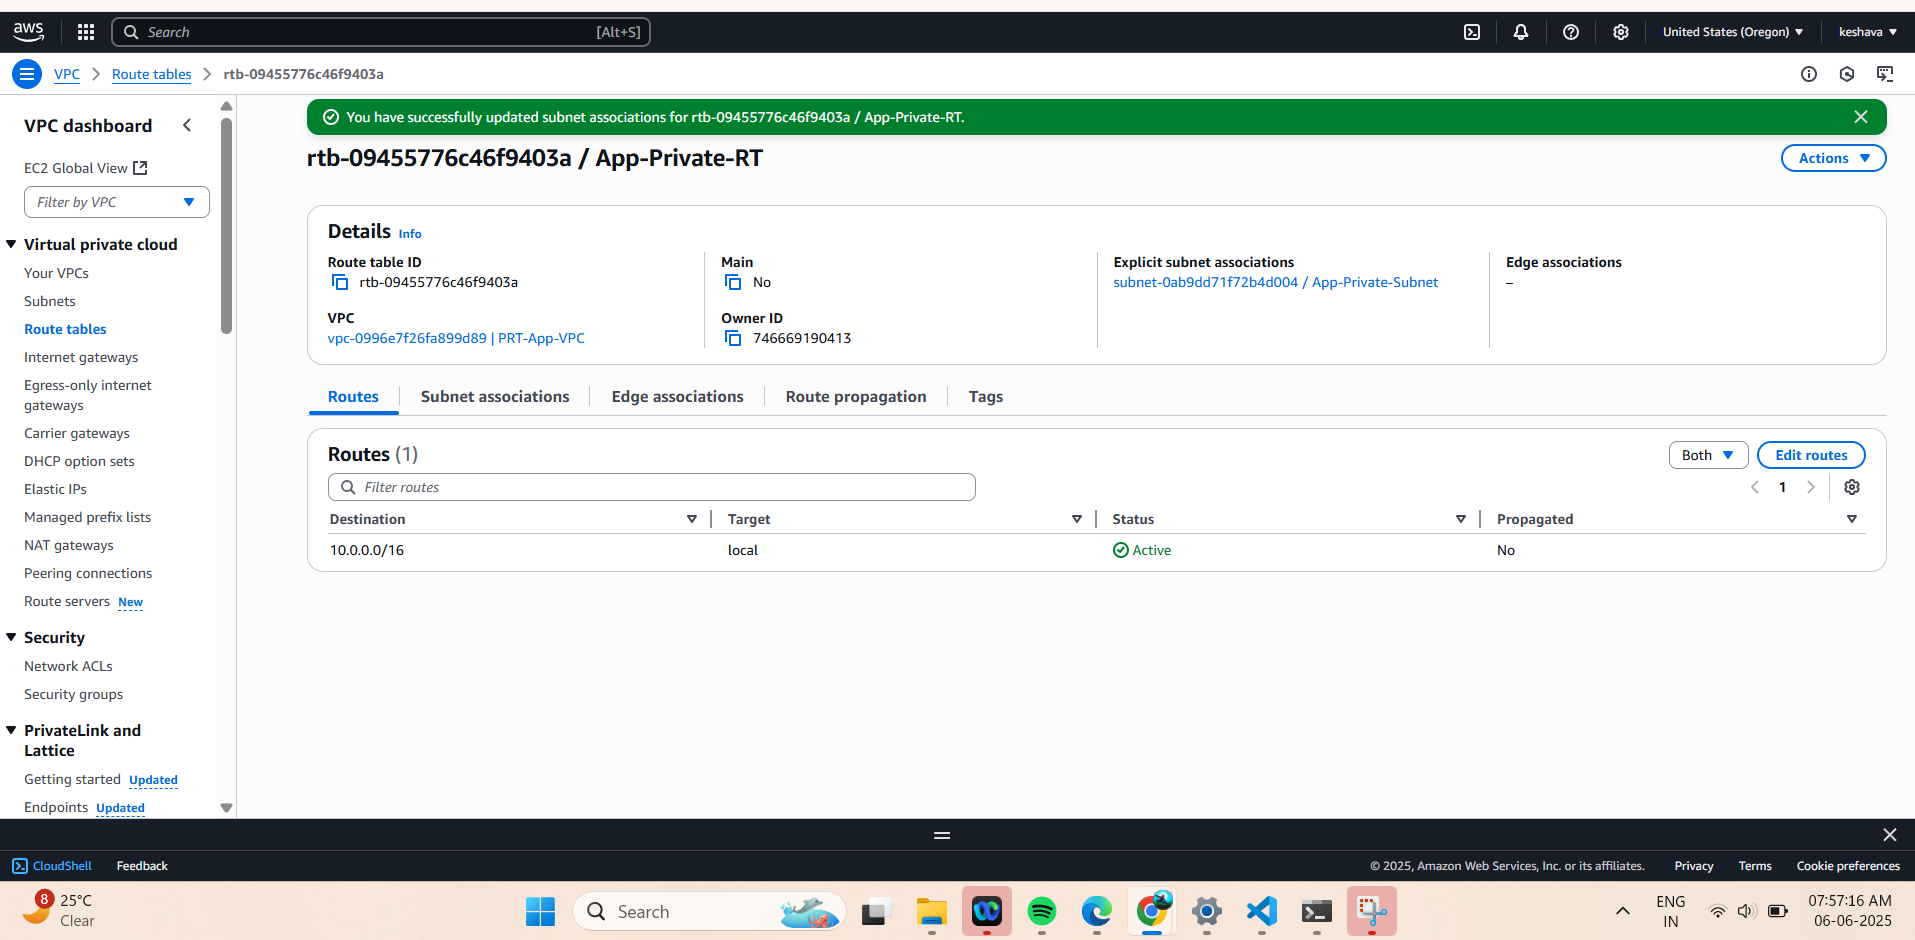 aws
Search [Alt+S]
United States (Oregon)
keshava
VPC
Route tables
rtb-09455776c46f9403a
VPC dashboard
EC2 Global View
Filter by VPC
Virtual private cloud
Your VPCs
Subnets
Route tables
Internet gateways
Egress-only internet
gateways
Carrier gateways
DHCP option sets
Elastic IPs
Managed prefix lists
NAT gateways
Peering connections
Route servers New
Security
Network ACLs
Security groups
PrivateLink and
Lattice
Getting started Updated
Endpoints Updated
You have successfully updated subnet associations for rtb-09455776c46f9403a / App-Private-RT.
rtb-09455776c46f9403a / App-Private-RT
Actions
Details Info
Route table ID
rtb-09455776c46f9403a
Main
No
Explicit subnet associations
subnet-0ab9dd71f72b4d004 / App-Private-Subnet
Edge associations
–
VPC
vpc-0996e7f26fa899d89 | PRT-App-VPC
Owner ID
746669190413
Routes Subnet associations Edge associations Route propagation Tags
Routes (1)
Both
Edit routes
Filter routes
1
Destination Target Status Propagated
10.0.0.0/16 local Active No
CloudShell Feedback
© 2025, Amazon Web Services, Inc. or its affiliates. Privacy Terms Cookie preferences
8
25°C
Clear
Search
ENG
IN
07:57:16 AM
06-06-2025